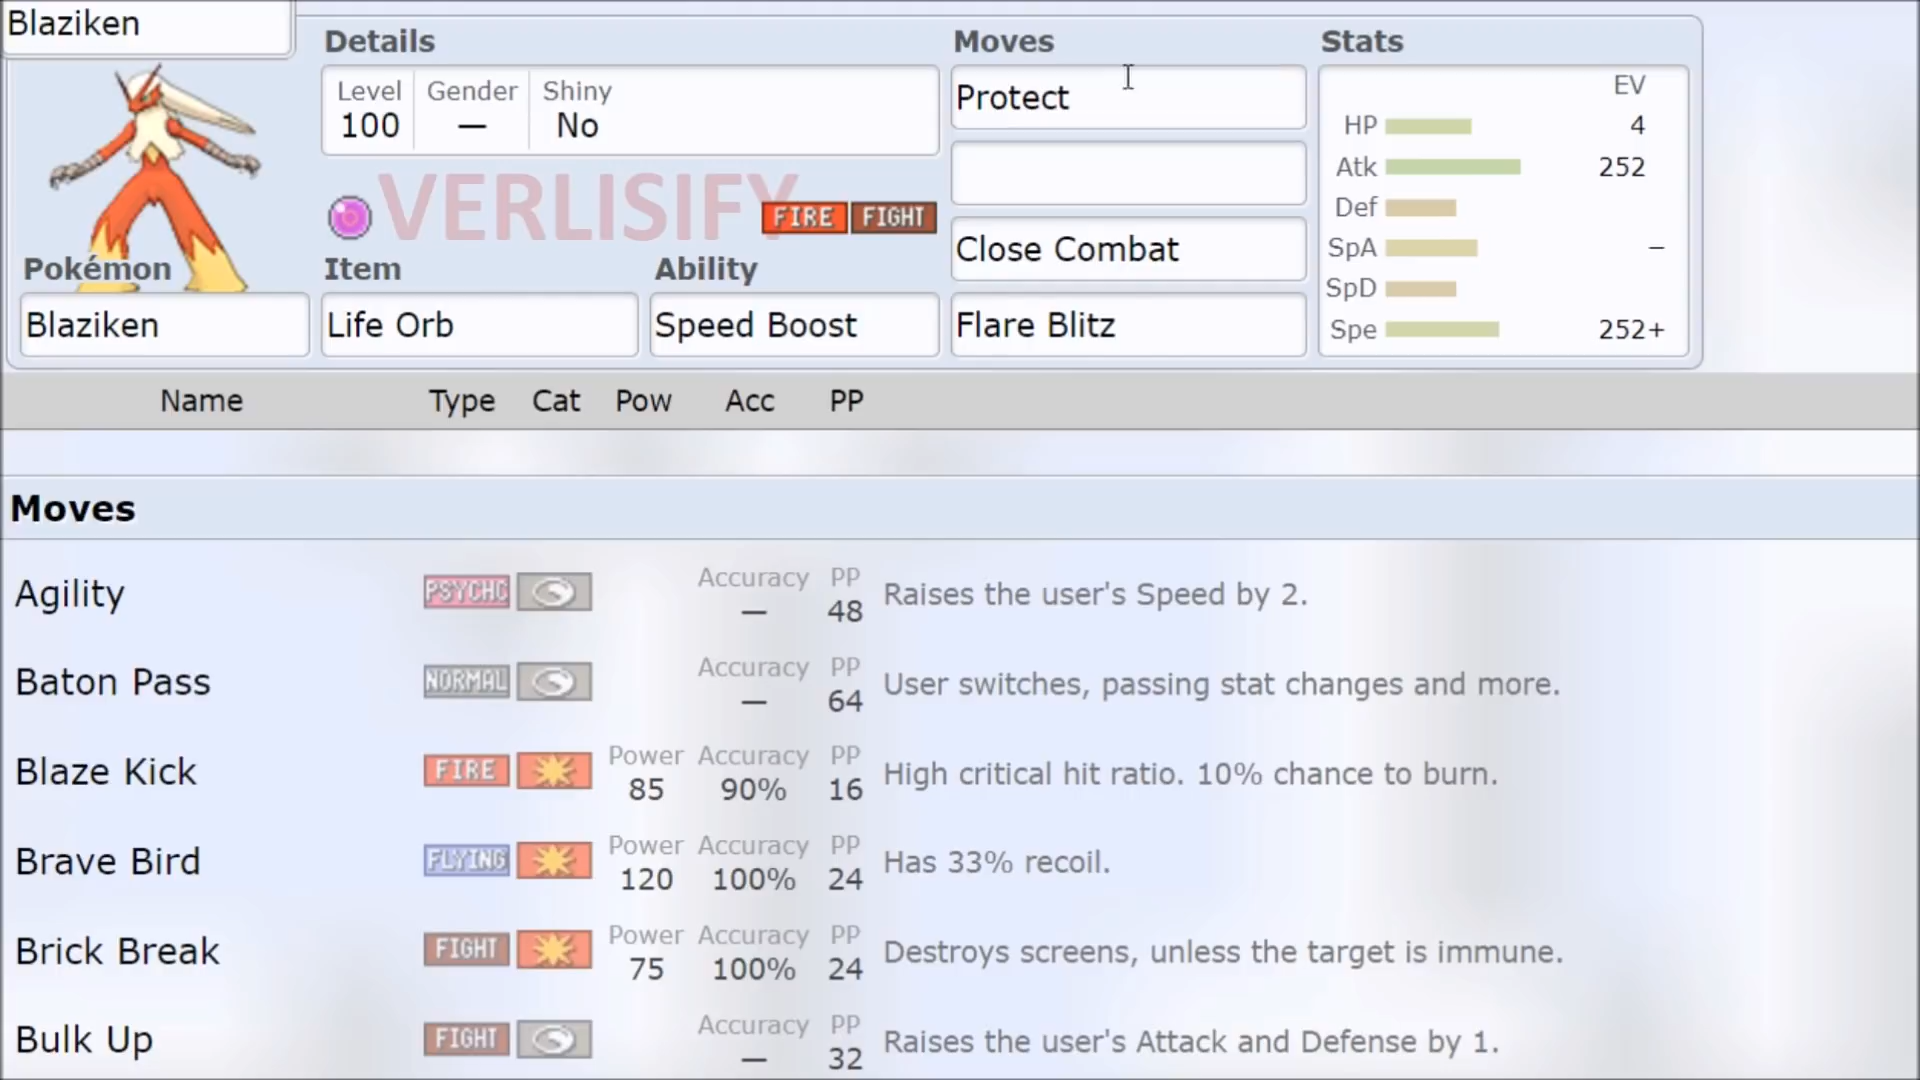 Blaziken
Details
Moves
Stats
Level
100
Gender
—
Shiny
No
Protect
EV
HP 4
Atk 252
Def
SpA –
SpD
Spe 252+
VERLISIFY
FIRE FIGHT
Close Combat
Pokémon
Item
Ability
Blaziken
Life Orb
Speed Boost
Flare Blitz
Name Type Cat Pow Acc PP
Moves
Agility PSYCHC Accuracy — PP 48 Raises the user's Speed by 2.
Baton Pass NORMAL Accuracy — PP 64 User switches, passing stat changes and more.
Blaze Kick FIRE Power 85 Accuracy 90% PP 16 High critical hit ratio. 10% chance to burn.
Brave Bird FLYING Power 120 Accuracy 100% PP 24 Has 33% recoil.
Brick Break FIGHT Power 75 Accuracy 100% PP 24 Destroys screens, unless the target is immune.
Bulk Up FIGHT Accuracy — PP 32 Raises the user's Attack and Defense by 1.